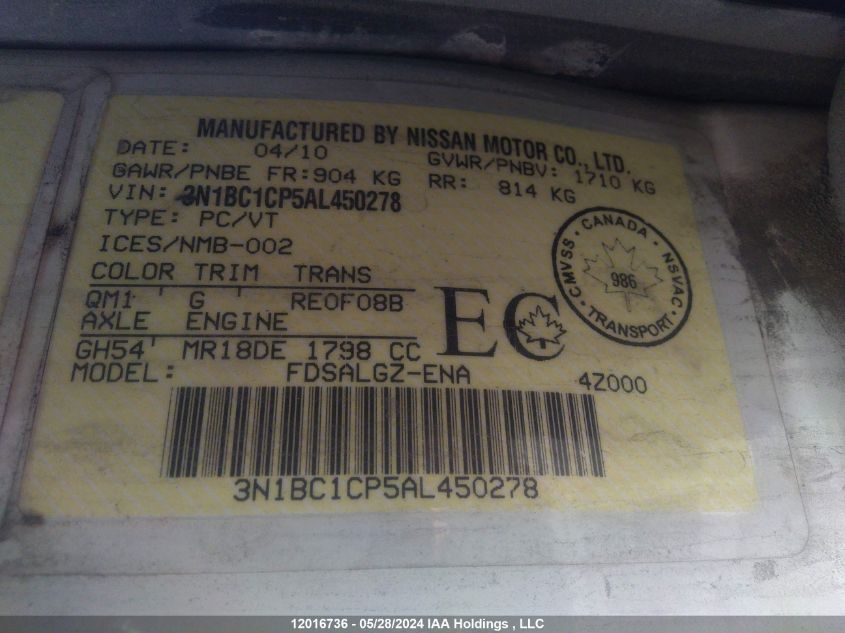 MANUFACTURED BY NISSAN MOTOR CO., LTD.
DATE: 04/10 GVWR/PNBV: 1710 KG
GAWR/PNBE FR: 904 KG RR: 814 KG
VIN: 3N1BC1CP5AL450278
TYPE: PC/VT
ICES/NMB-002
COLOR TRIM TRANS
QM1 ' G ' RE0F08B
AXLE ENGINE
GH54' MR18DE 1798 CC
MODEL: FDSALGZ-ENA 4Z000
EC
CANADA · NSVAC · TRANSPORT · CMVSS ·
986
3N1BC1CP5AL450278
12016736 - 05/28/2024 IAA Holdings , LLC